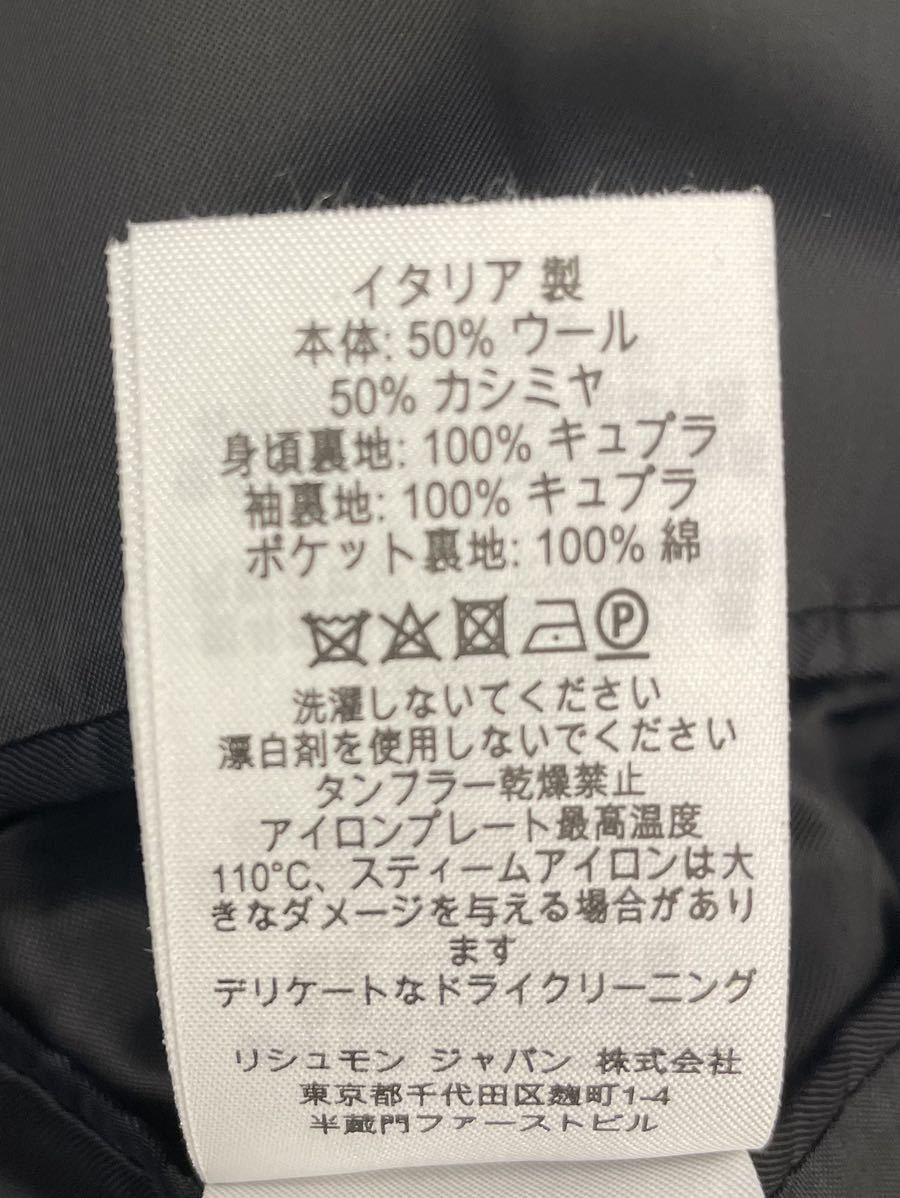 イタリア 製
本体: 50% ウール
50% カシミヤ
身頃裏地: 100% キュプラ
袖裏地: 100% キュプラ
ポケット裏地: 100% 綿
P
洗濯しないてください
漂白剤を使用しないでください
タンブラー乾燥禁止
アイロンプレート最高温度
110°C、スティームアイロンは大
きなダメージを与える場合があり
ます
デリケートなドライクリーニング
リシュモン ジャパン 株式会社
東京都千代田区麹町1-4
半蔵門ファーストビル